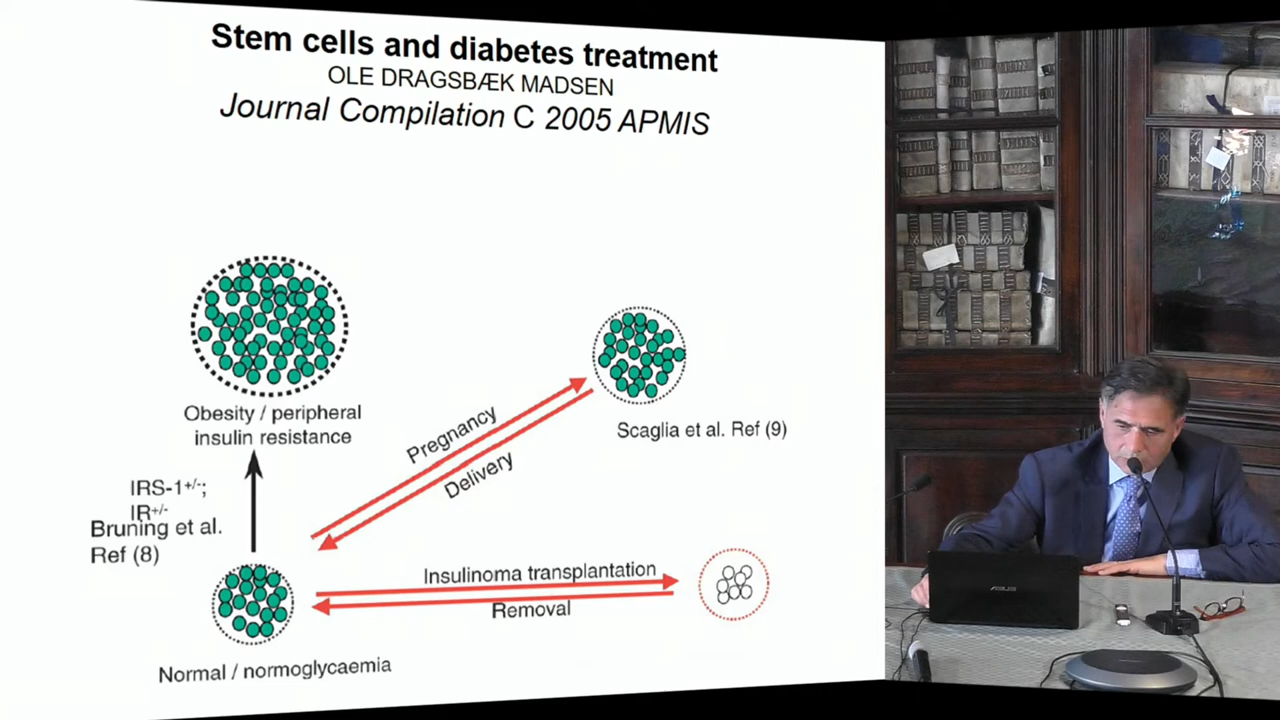 Stem cells and diabetes treatment
OLE DRAGSBÆK MADSEN
Journal Compilation C 2005 APMIS
Obesity / peripheral
insulin resistance
IRS-1+/-;
IR+/-
Bruning et al.
Ref (8)
Pregnancy
Delivery
Scaglia et al. Ref (9)
Insulinoma transplantation
Removal
Normal / normoglycaemia
ASUS